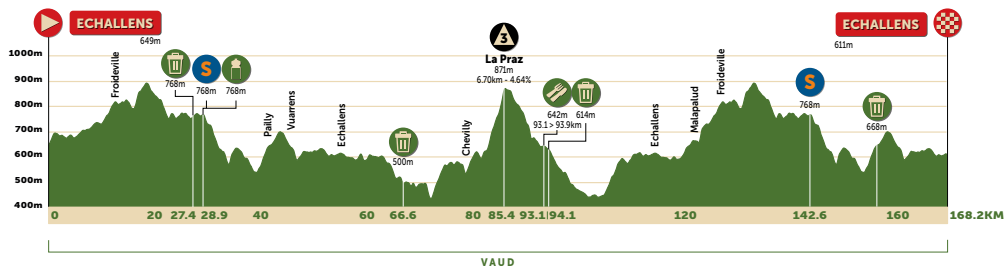 ECHALLENS
649m
ECHALLENS
611m
1000m
900m
800m
700m
600m
500m
400m
Froideville
768m
S
768m
768m
Pailly
Vuarrens
Echallens
500m
Chevilly
3
La Praz
871m
6.70km - 4.64%
642m
93.1 > 93.9km
614m
Echallens
Malapalud
Froideville
S
768m
668m
0
20
27.4
28.9
40
60
66.6
80
85.4
93.1
94.1
120
142.6
160
168.2KM
VAUD